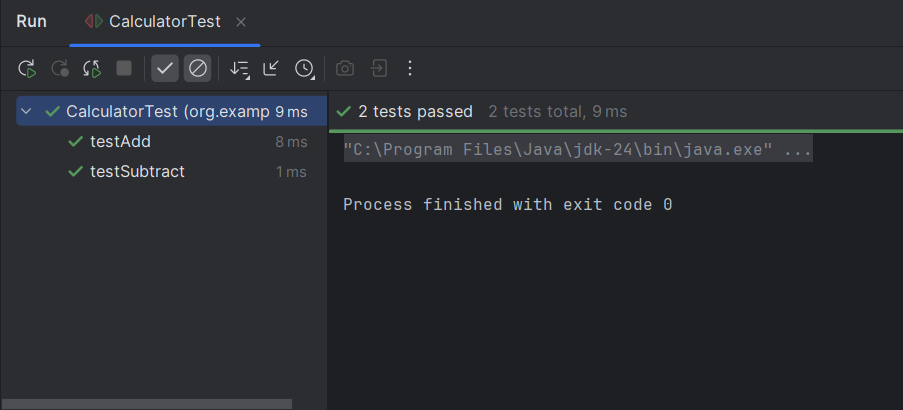 Run CalculatorTest
CalculatorTest (org.examp 9 ms
testAdd 8 ms
testSubtract 1 ms
2 tests passed 2 tests total, 9 ms
"C:\Program Files\Java\jdk-24\bin\java.exe" ...
Process finished with exit code 0